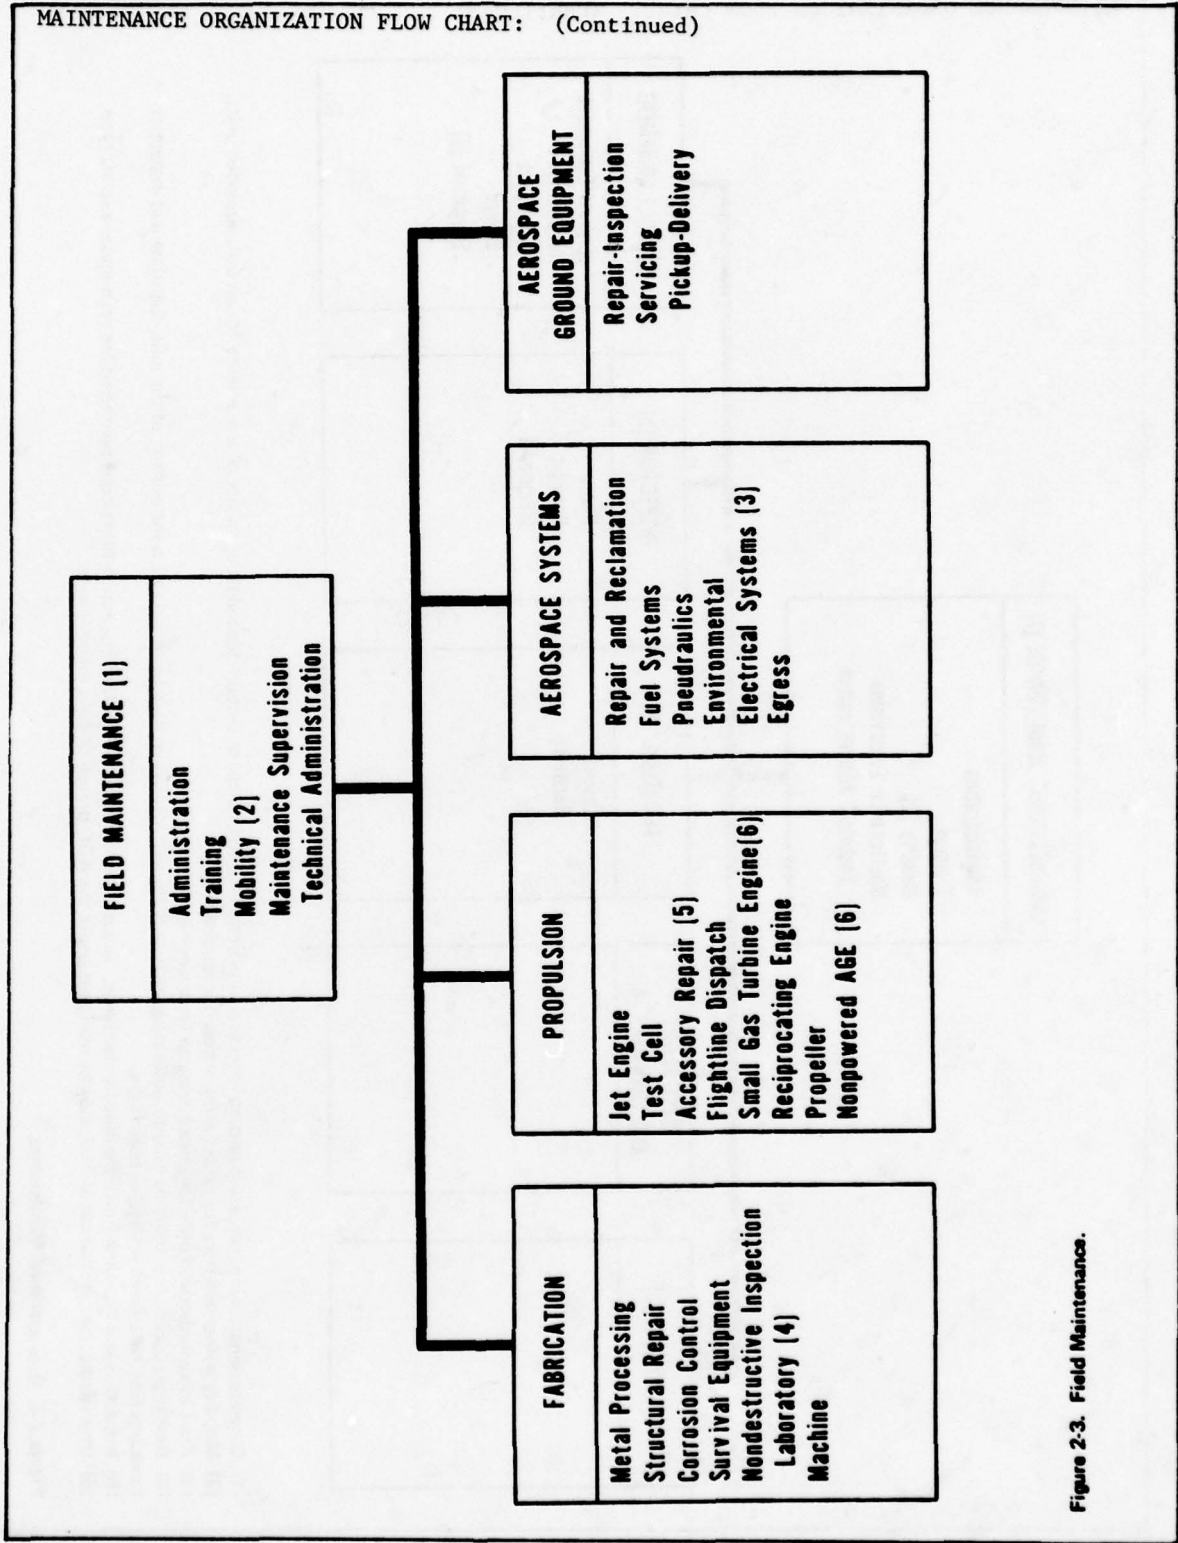 MAINTENANCE ORGANIZATION FLOW CHART: (Continued)
FIELD MAINTENANCE (1)
Administration
Training
Mobility (2)
Maintenance Supervision
Technical Administration
FABRICATION
Metal Processing
Structural Repair
Corrosion Control
Survival Equipment
Nondestructive Inspection
Laboratory (4)
Machine
PROPULSION
Jet Engine
Test Cell
Accessory Repair (5)
Flightline Dispatch
Small Gas Turbine Engine(6)
Reciprocating Engine
Propeller
Nonpowered AGE (6)
AEROSPACE SYSTEMS
Repair and Reclamation
Fuel Systems
Pneudraulics
Environmental
Electrical Systems (3)
Egress
AEROSPACE
GROUND EQUIPMENT
Repair-Inspection
Servicing
Pickup-Delivery
Figure 2-3. Field Maintenance.